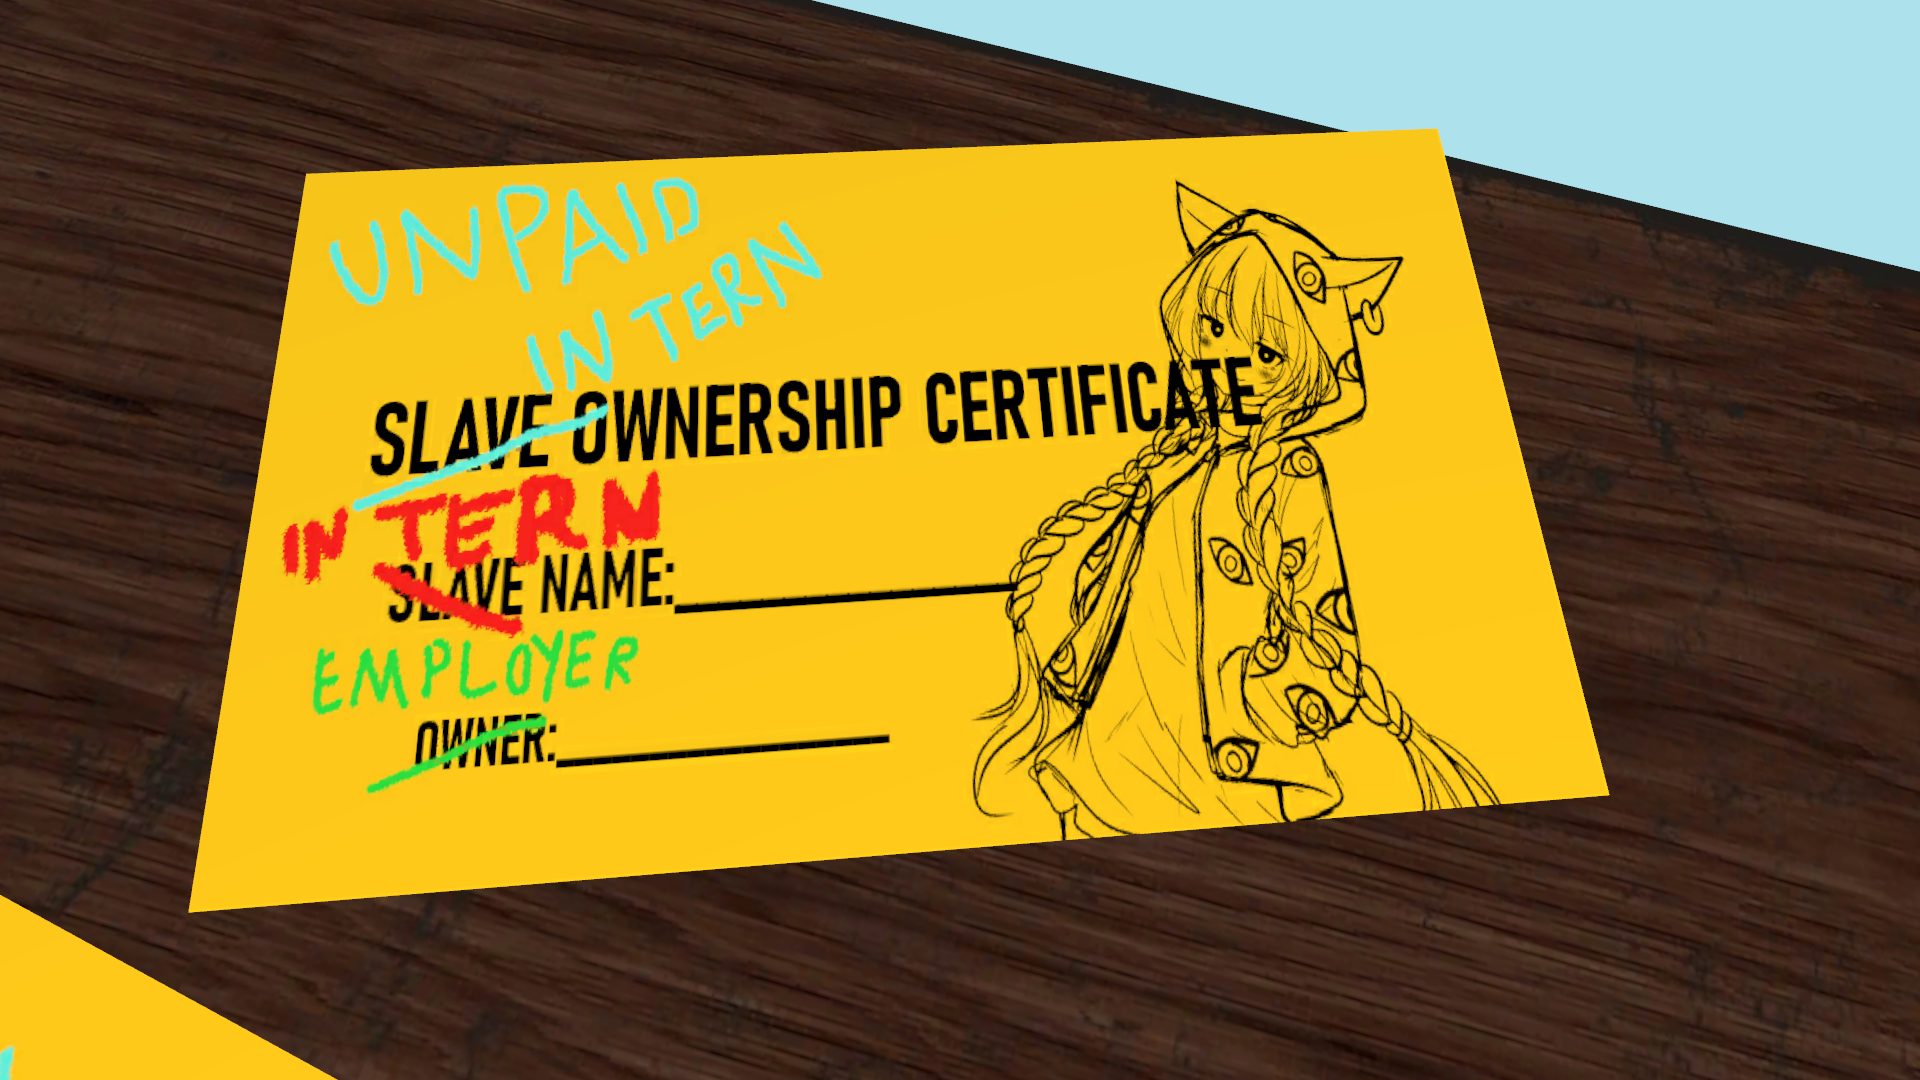 UNPAID
INTERN
SLAVE OWNERSHIP CERTIFICATE
INTERN
SLAVE NAME:
EMPLOYER
OWNER: